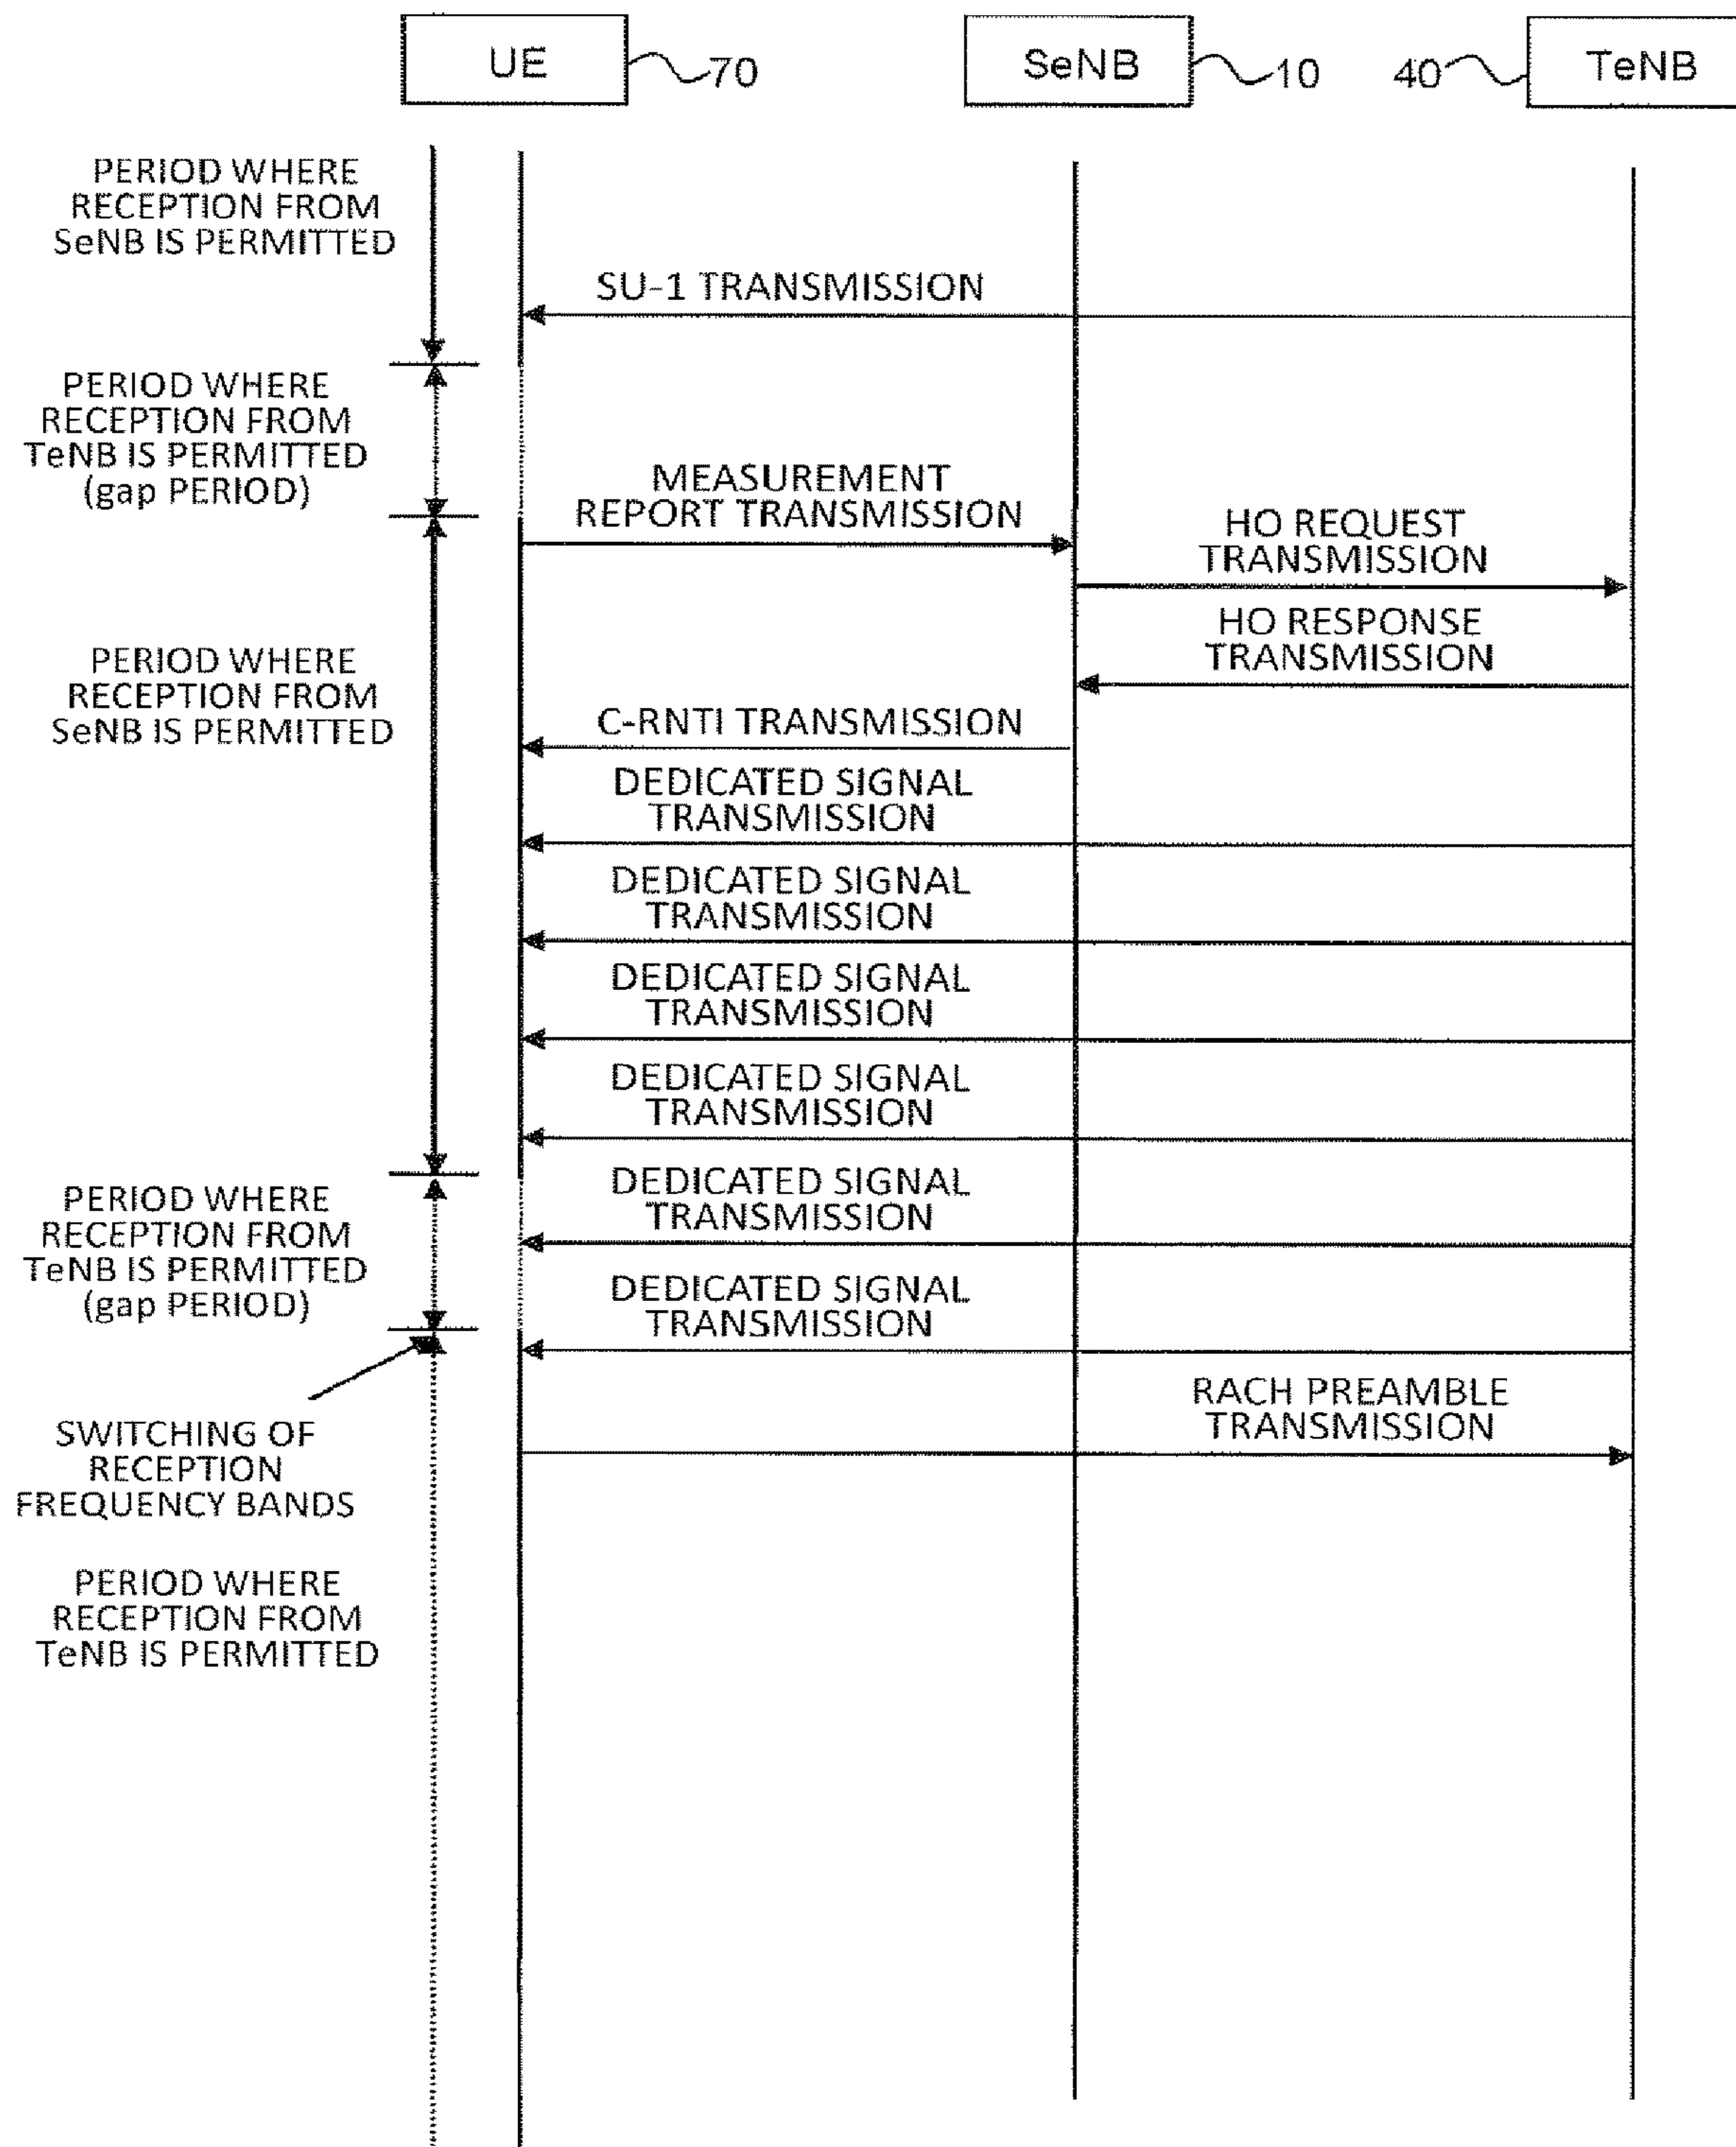 UE
70
SeNB
10
40
TeNB
PERIOD WHERE
RECEPTION FROM
SeNB IS PERMITTED
SU-1 TRANSMISSION
PERIOD WHERE
RECEPTION FROM
TeNB IS PERMITTED
(gap PERIOD)
MEASUREMENT
REPORT TRANSMISSION
HO REQUEST
TRANSMISSION
HO RESPONSE
TRANSMISSION
PERIOD WHERE
RECEPTION FROM
SeNB IS PERMITTED
C-RNTI TRANSMISSION
DEDICATED SIGNAL
TRANSMISSION
DEDICATED SIGNAL
TRANSMISSION
DEDICATED SIGNAL
TRANSMISSION
DEDICATED SIGNAL
TRANSMISSION
DEDICATED SIGNAL
TRANSMISSION
PERIOD WHERE
RECEPTION FROM
TeNB IS PERMITTED
(gap PERIOD)
DEDICATED SIGNAL
TRANSMISSION
RACH PREAMBLE
TRANSMISSION
SWITCHING OF
RECEPTION
FREQUENCY BANDS
PERIOD WHERE
RECEPTION FROM
TeNB IS PERMITTED